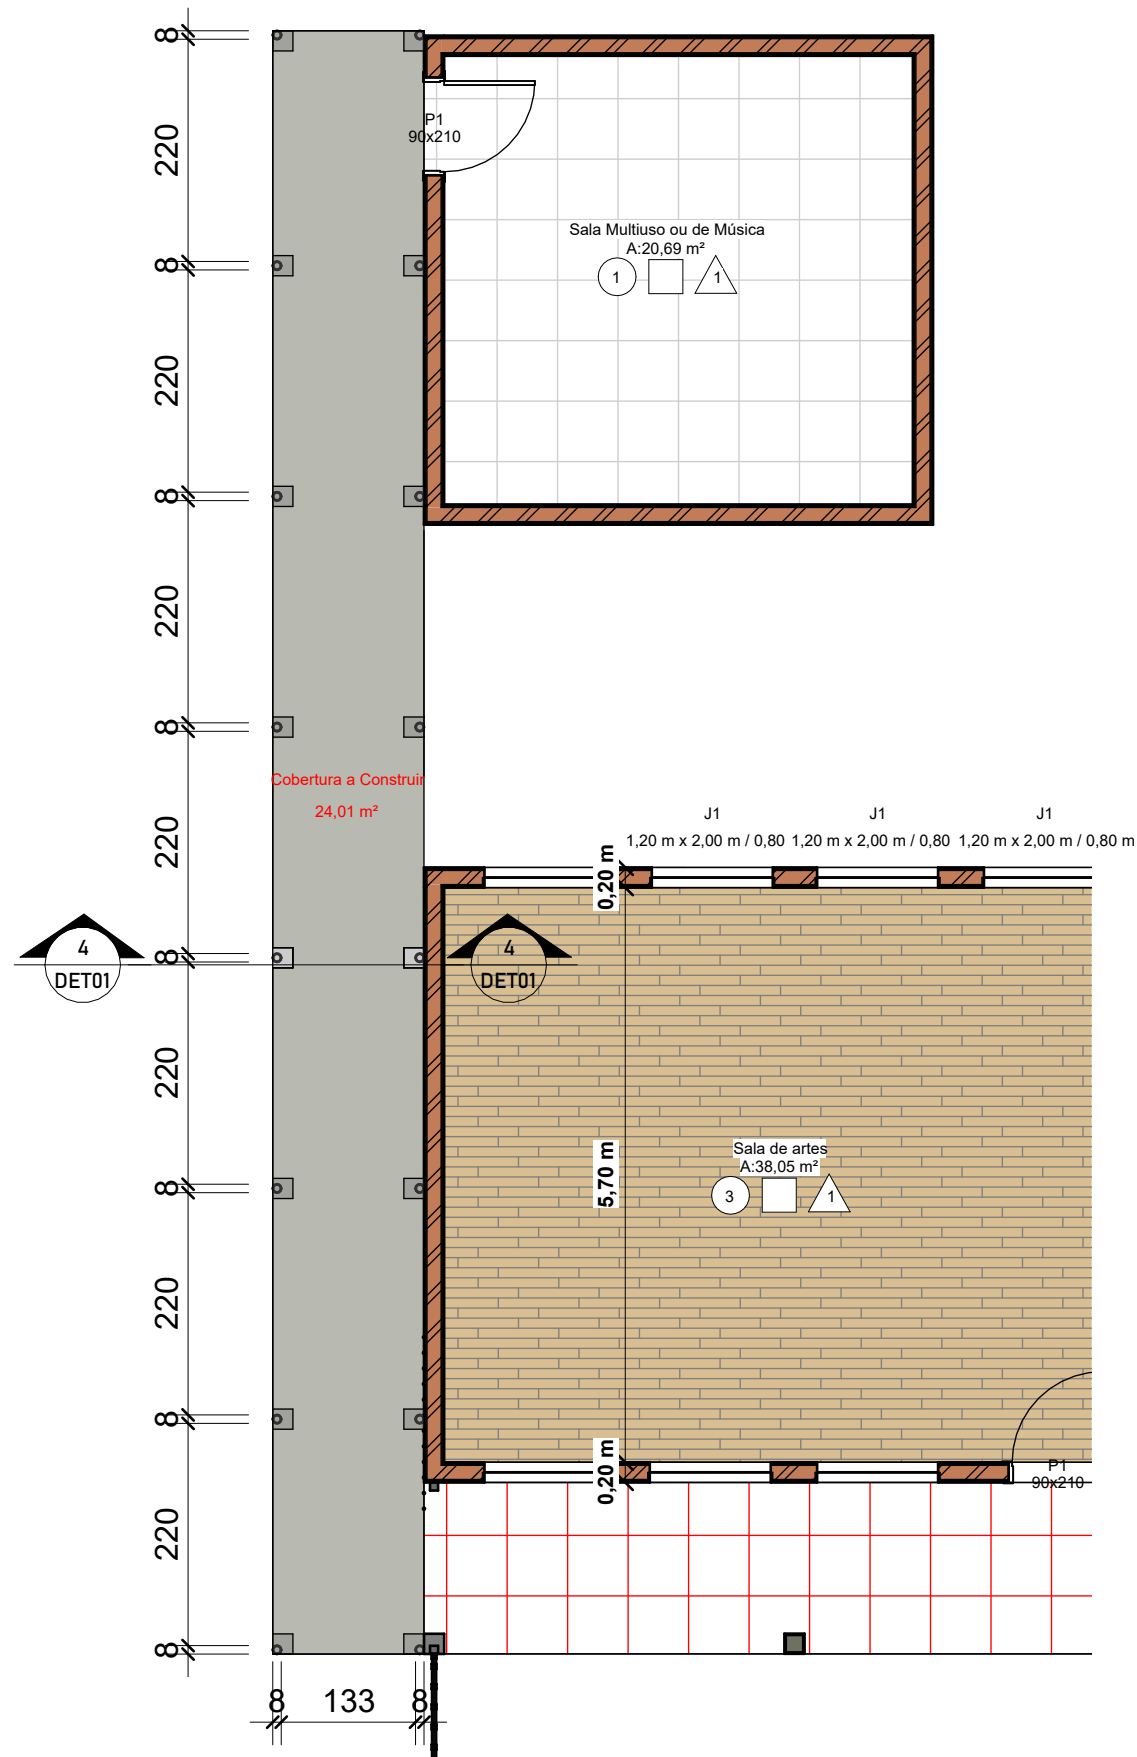 8
220
8
220
8
220
8
220
8
220
8
220
8
220
8
8
133
8
P1
90x210
Sala Multiuso ou de Música
A:20,69 m²
1
1
Cobertura a Construir
24,01 m²
J1
1,20 m x 2,00 m / 0,80
J1
1,20 m x 2,00 m / 0,80
J1
1,20 m x 2,00 m / 0,80 m
0,20 m
4
DET01
4
DET01
5,70 m
Sala de artes
A:38,05 m²
3
1
0,20 m
P1
90x210